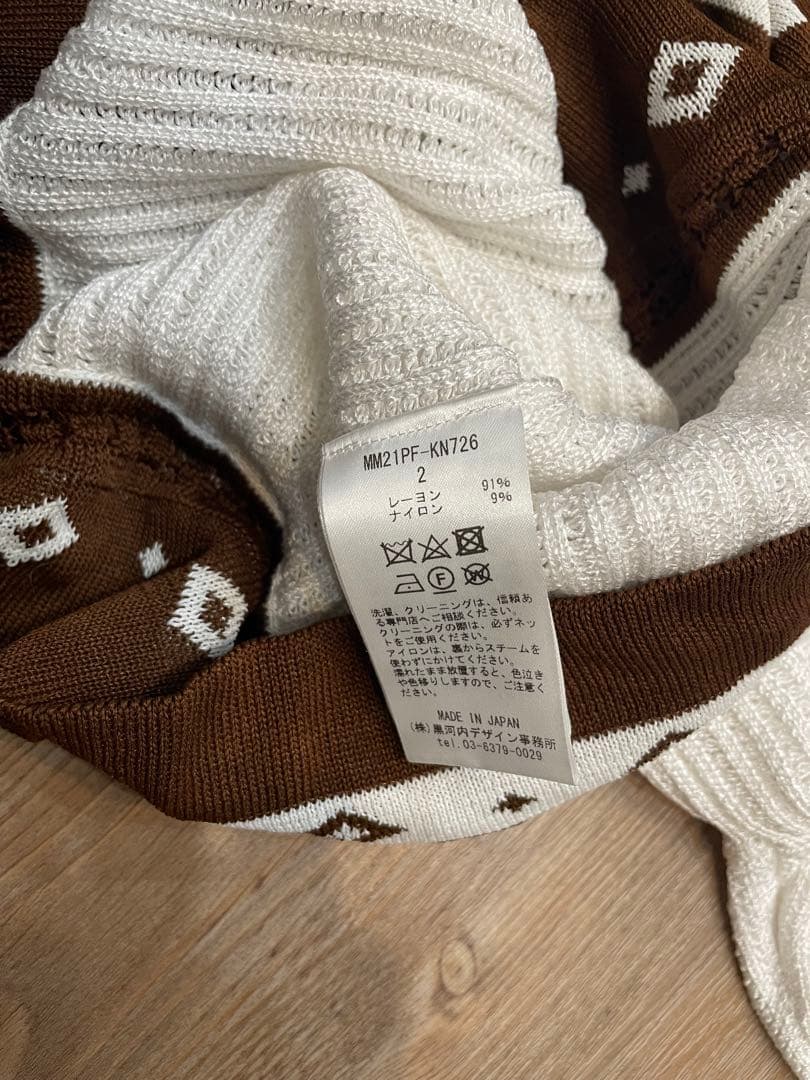 MM21PF-KN726
2
レーヨン 91%
ナイロン 9%
洗濯、クリーニングは、信頼あ
る専門店へご相談ください。
クリーニングの際は、必ずネッ
トをご使用ください。
アイロンは、裏からスチームを
使わずにかけてください。
濡れたまま放置すると、色泣き
や色移りしますので、ご注意く
ださい。
MADE IN JAPAN
(株)黒河内デザイン事務所
tel.03-6379-0029